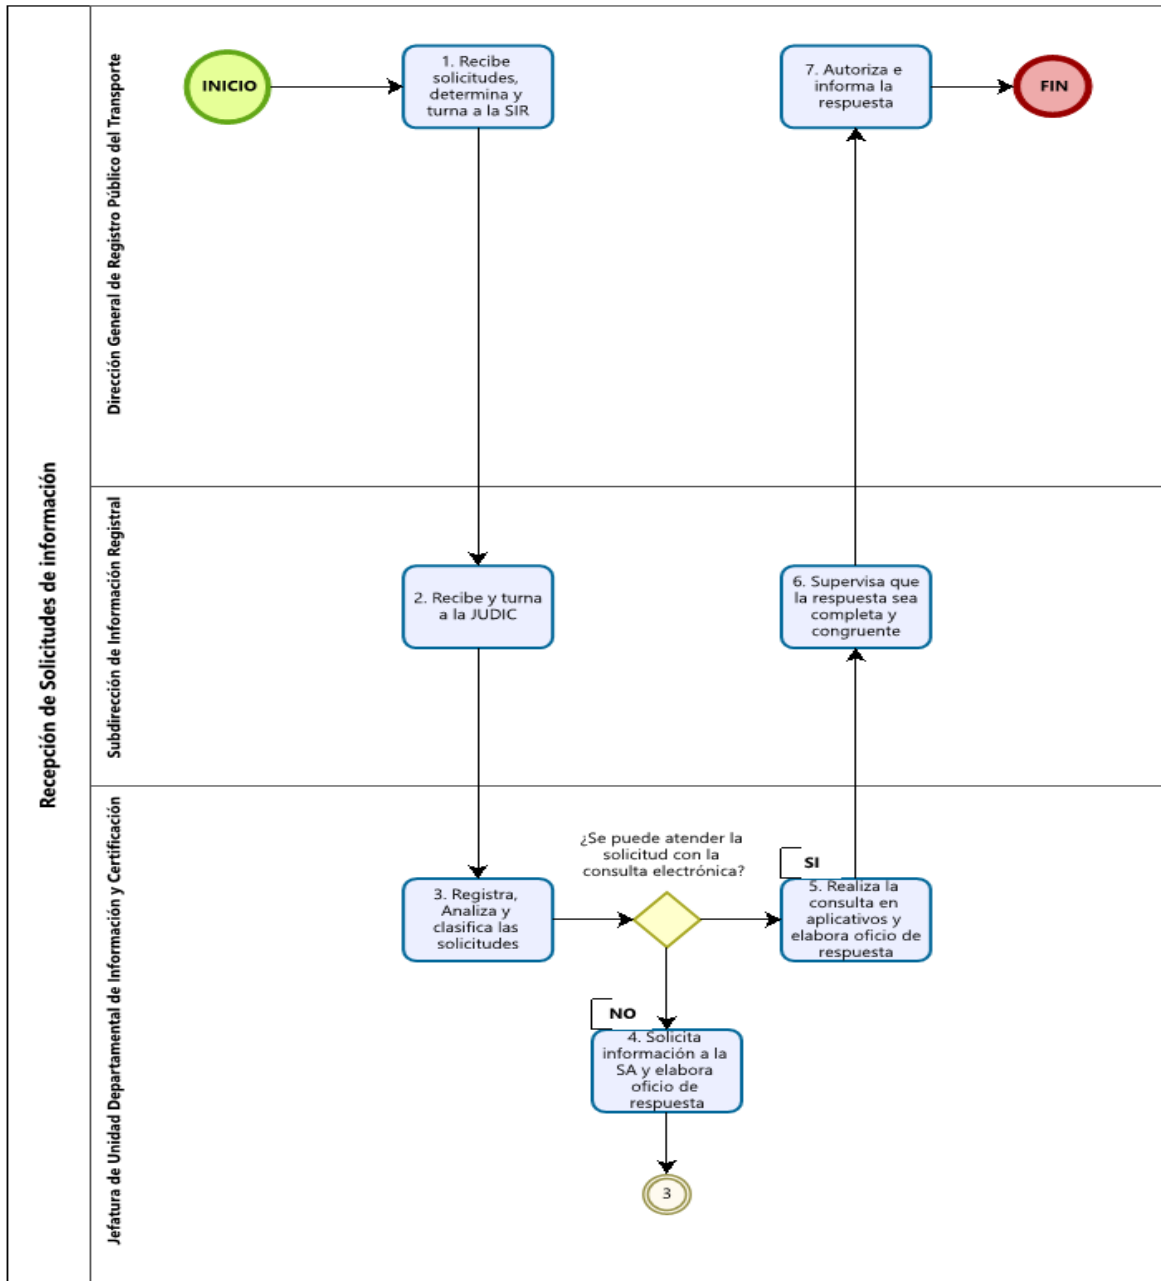 Recepción de Solicitudes de información
Dirección General de Registro Público del Transporte
INICIO
1. Recibe
solicitudes,
determina y
turna a la SIR
7. Autoriza e
informa la
respuesta
FIN
Subdirección de Información Registral
2. Recibe y turna
a la JUDIC
6. Supervisa que
la respuesta sea
completa y
congruente
Jefatura de Unidad Departamental de Información y Certificación
3. Registra,
Analiza y
clasifica las
solicitudes
¿Se puede atender la
solicitud con la
consulta electrónica?
SI
5. Realiza la
consulta en
aplicativos y
elabora oficio de
respuesta
NO
4. Solicita
información a la
SA y elabora
oficio de
respuesta
3